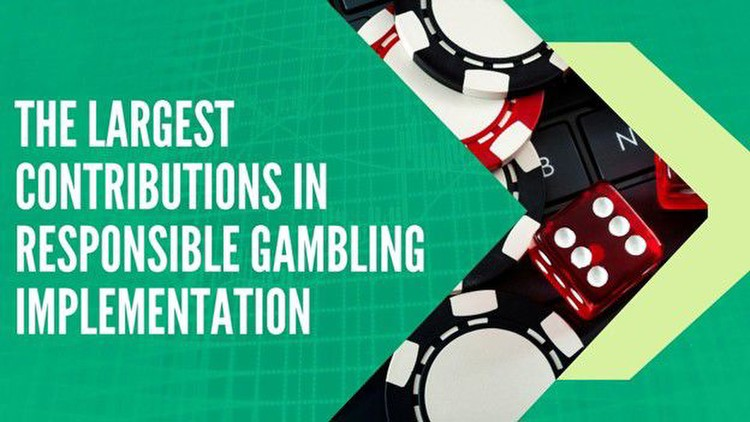 THE LARGEST
CONTRIBUTIONS IN
RESPONSIBLE GAMBLING
IMPLEMENTATION
B
N